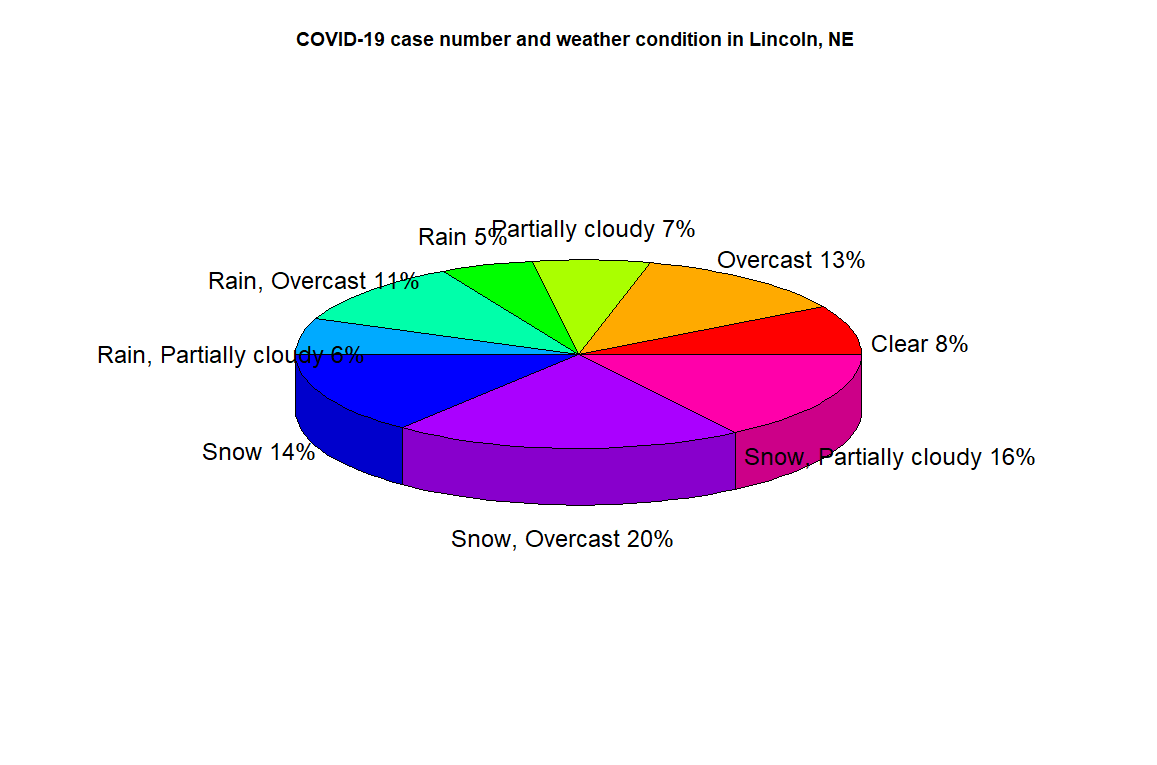 COVID-19 case number and weather condition in Lincoln, NE
Partially cloudy 7%
Rain 5%
Overcast 13%
Rain, Overcast 11%
Clear 8%
Rain, Partially cloudy 6%
Snow 14%
Snow, Partially cloudy 16%
Snow, Overcast 20%